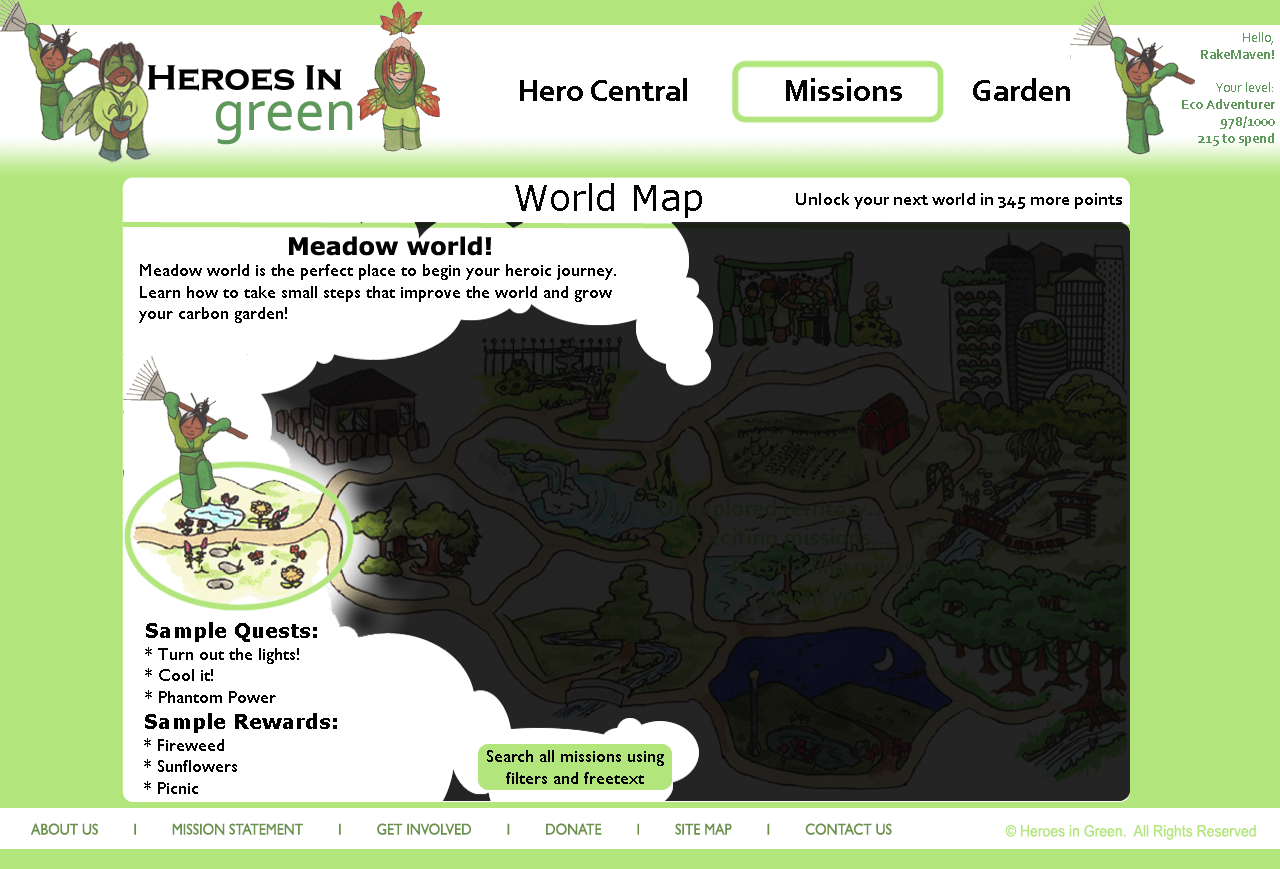 Heroes In
green
Hero Central
Missions
Garden
Hello,
RakeMaven!
Your level:
Eco Adventurer
978/1000
215 to spend
World Map
Unlock your next world in 345 more points
Meadow world!
Meadow world is the perfect place to begin your heroic journey.
Learn how to take small steps that improve the world and grow
your carbon garden!
territory...
missions...
Sample Quests:
* Turn out the lights!
* Cool it!
* Phantom Power
Sample Rewards:
* Fireweed
* Sunflowers
* Picnic
Search all missions using
filters and freetext
ABOUT US | MISSION STATEMENT | GET INVOLVED | DONATE | SITE MAP | CONTACT US
© Heroes in Green. All Rights Reserved